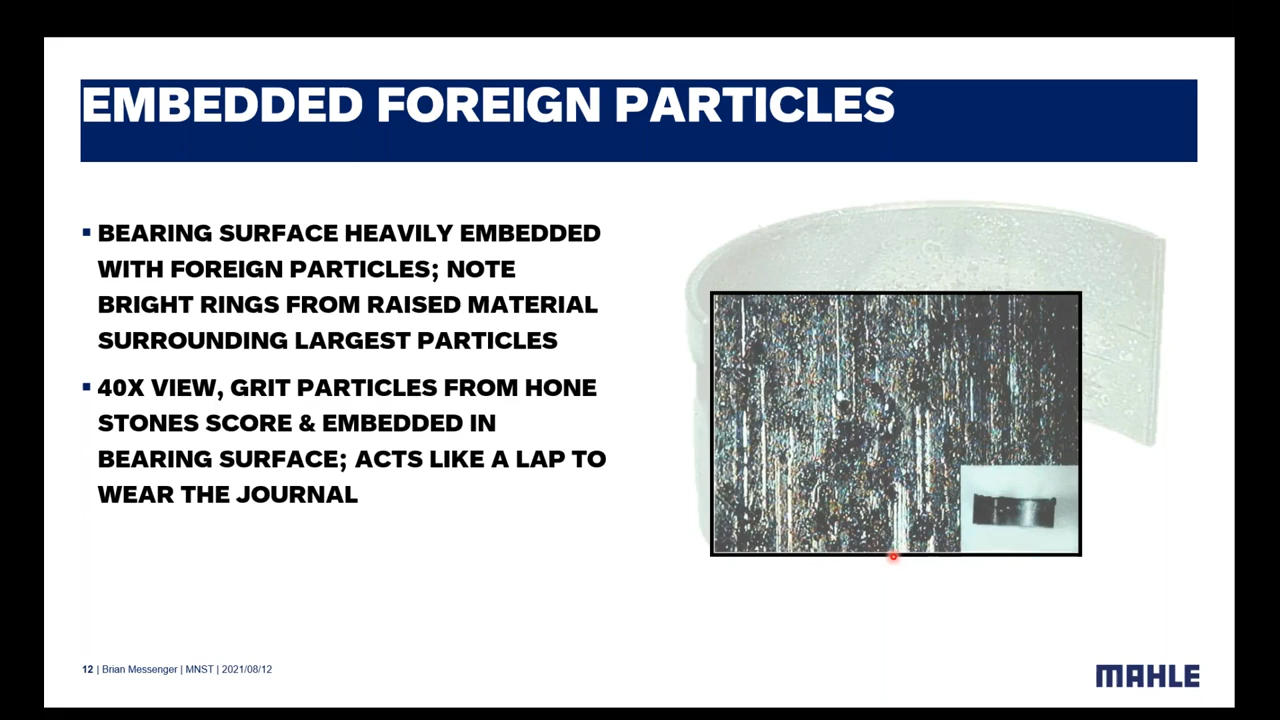 EMBEDDED FOREIGN PARTICLES
▪ BEARING SURFACE HEAVILY EMBEDDED
WITH FOREIGN PARTICLES; NOTE
BRIGHT RINGS FROM RAISED MATERIAL
SURROUNDING LARGEST PARTICLES
▪ 40X VIEW, GRIT PARTICLES FROM HONE
STONES SCORE & EMBEDDED IN
BEARING SURFACE; ACTS LIKE A LAP TO
WEAR THE JOURNAL
12 | Brian Messenger | MNST | 2021/08/12
MAHLE